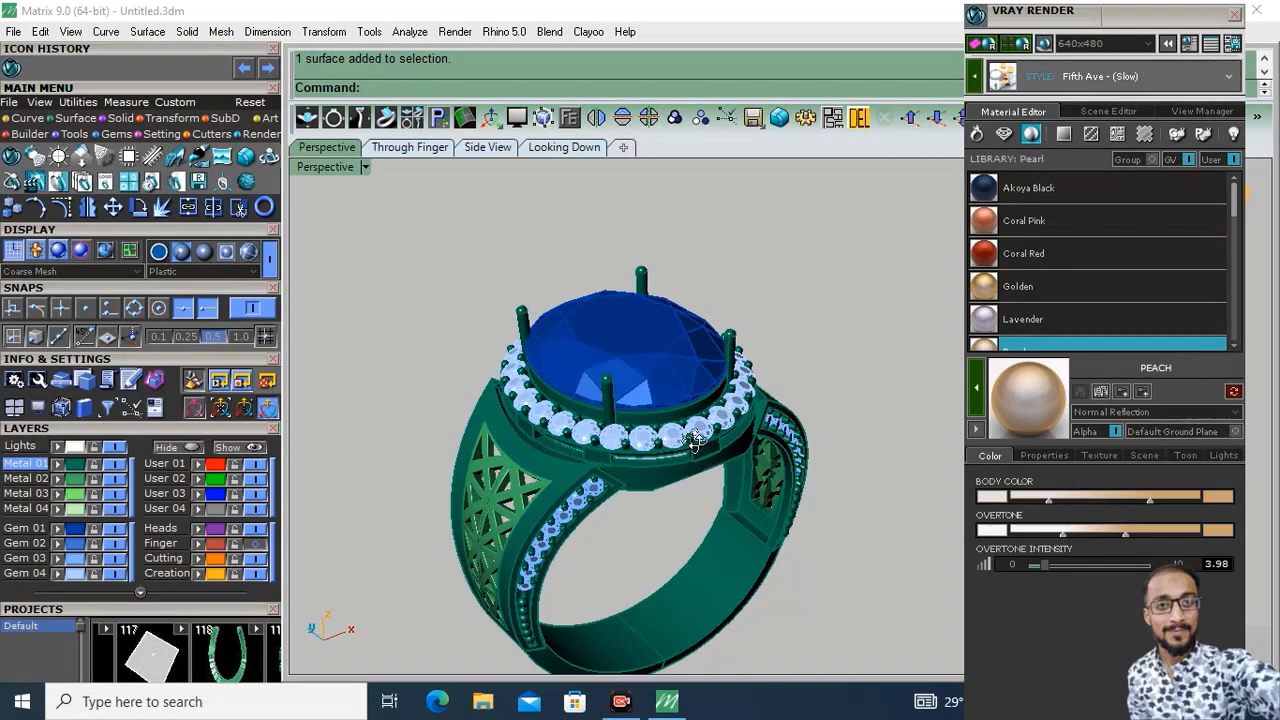 Matrix 9.0 (64-bit) - Untitled.3dm
File Edit View Curve Surface Solid Mesh Dimension Transform Tools Analyze Render Rhino 5.0 Blend Clayoo Help
ICON HISTORY
MAIN MENU
File View Utilities Measure Custom Reset
Curve Surface Solid Transform SubD Art
Builder Tools Gems Setting Cutters Render
DISPLAY
Coarse Mesh Plastic
SNAPS
0.1 0.25 0.5 1.0
INFO & SETTINGS
LAYERS
Lights Hide Show
Metal 01 User 01
Metal 02 User 02
Metal 03 User 03
Metal 04 User 04
Gem 01 Heads
Gem 02 Finger
Gem 03 Cutting
Gem 04 Creation
PROJECTS
Default
117 118
1 surface added to selection.
Command:
Perspective Through Finger Side View Looking Down
Perspective
z
y x
VRAY RENDER
640x480
STYLE: Fifth Ave - (Slow)
Material Editor Scene Editor View Manager
LIBRARY: Pearl Group GV User
Akoya Black
Coral Pink
Coral Red
Golden
Lavender
PEACH
Normal Reflection
Alpha Default Ground Plane
Color Properties Texture Scene Toon Lights
BODY COLOR
OVERTONE
OVERTONE INTENSITY
0 10 3.98
Type here to search
29°